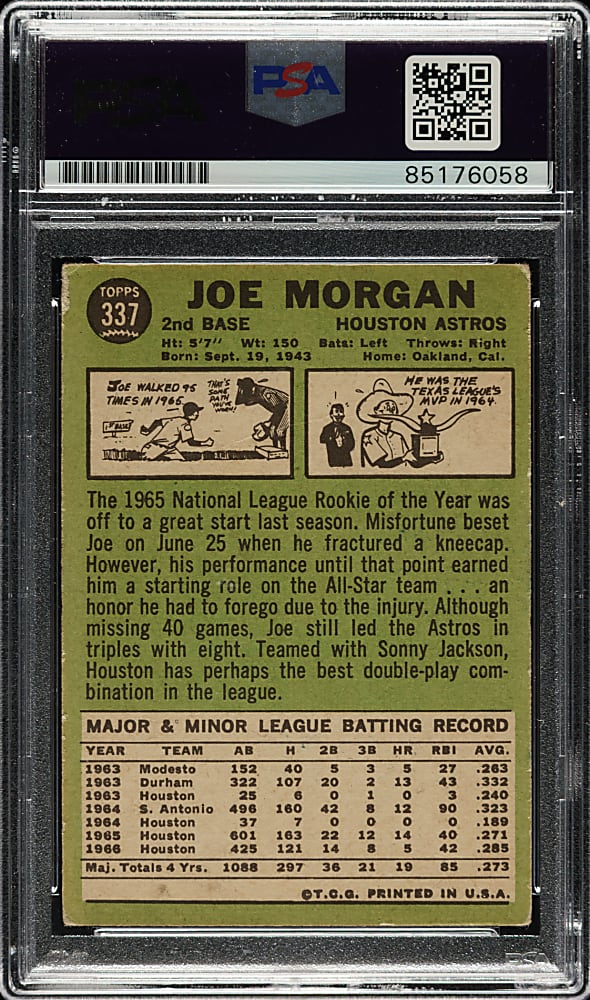 PSA
85176058
TOPPS
337
JOE MORGAN
2nd BASE HOUSTON ASTROS
Ht: 5'7" Wt: 150 Bats: Left Throws: Right
Born: Sept. 19, 1943 Home: Oakland, Cal.
JOE WALKED 95
TIMES IN 1965.
THAT'S
SOME
PATH
YOU'VE
WORN!
1ST BASE
HE WAS THE
TEXAS LEAGUE'S
MVP IN 1964.
The 1965 National League Rookie of the Year was
off to a great start last season. Misfortune beset
Joe on June 25 when he fractured a kneecap.
However, his performance until that point earned
him a starting role on the All-Star team . . . an
honor he had to forego due to the injury. Although
missing 40 games, Joe still led the Astros in
triples with eight. Teamed with Sonny Jackson,
Houston has perhaps the best double-play com-
bination in the league.
MAJOR & MINOR LEAGUE BATTING RECORD
YEAR TEAM AB H 2B 3B HR RBI AVG.
1963 Modesto 152 40 5 3 5 27 .263
1963 Durham 322 107 20 2 13 43 .332
1963 Houston 25 6 0 1 0 3 .240
1964 S. Antonio 496 160 42 8 12 90 .323
1964 Houston 37 7 0 0 0 0 .189
1965 Houston 601 163 22 12 14 40 .271
1966 Houston 425 121 14 8 5 42 .285
Maj. Totals 4 Yrs. 1088 297 36 21 19 85 .273
©T.C.G. PRINTED IN U.S.A.